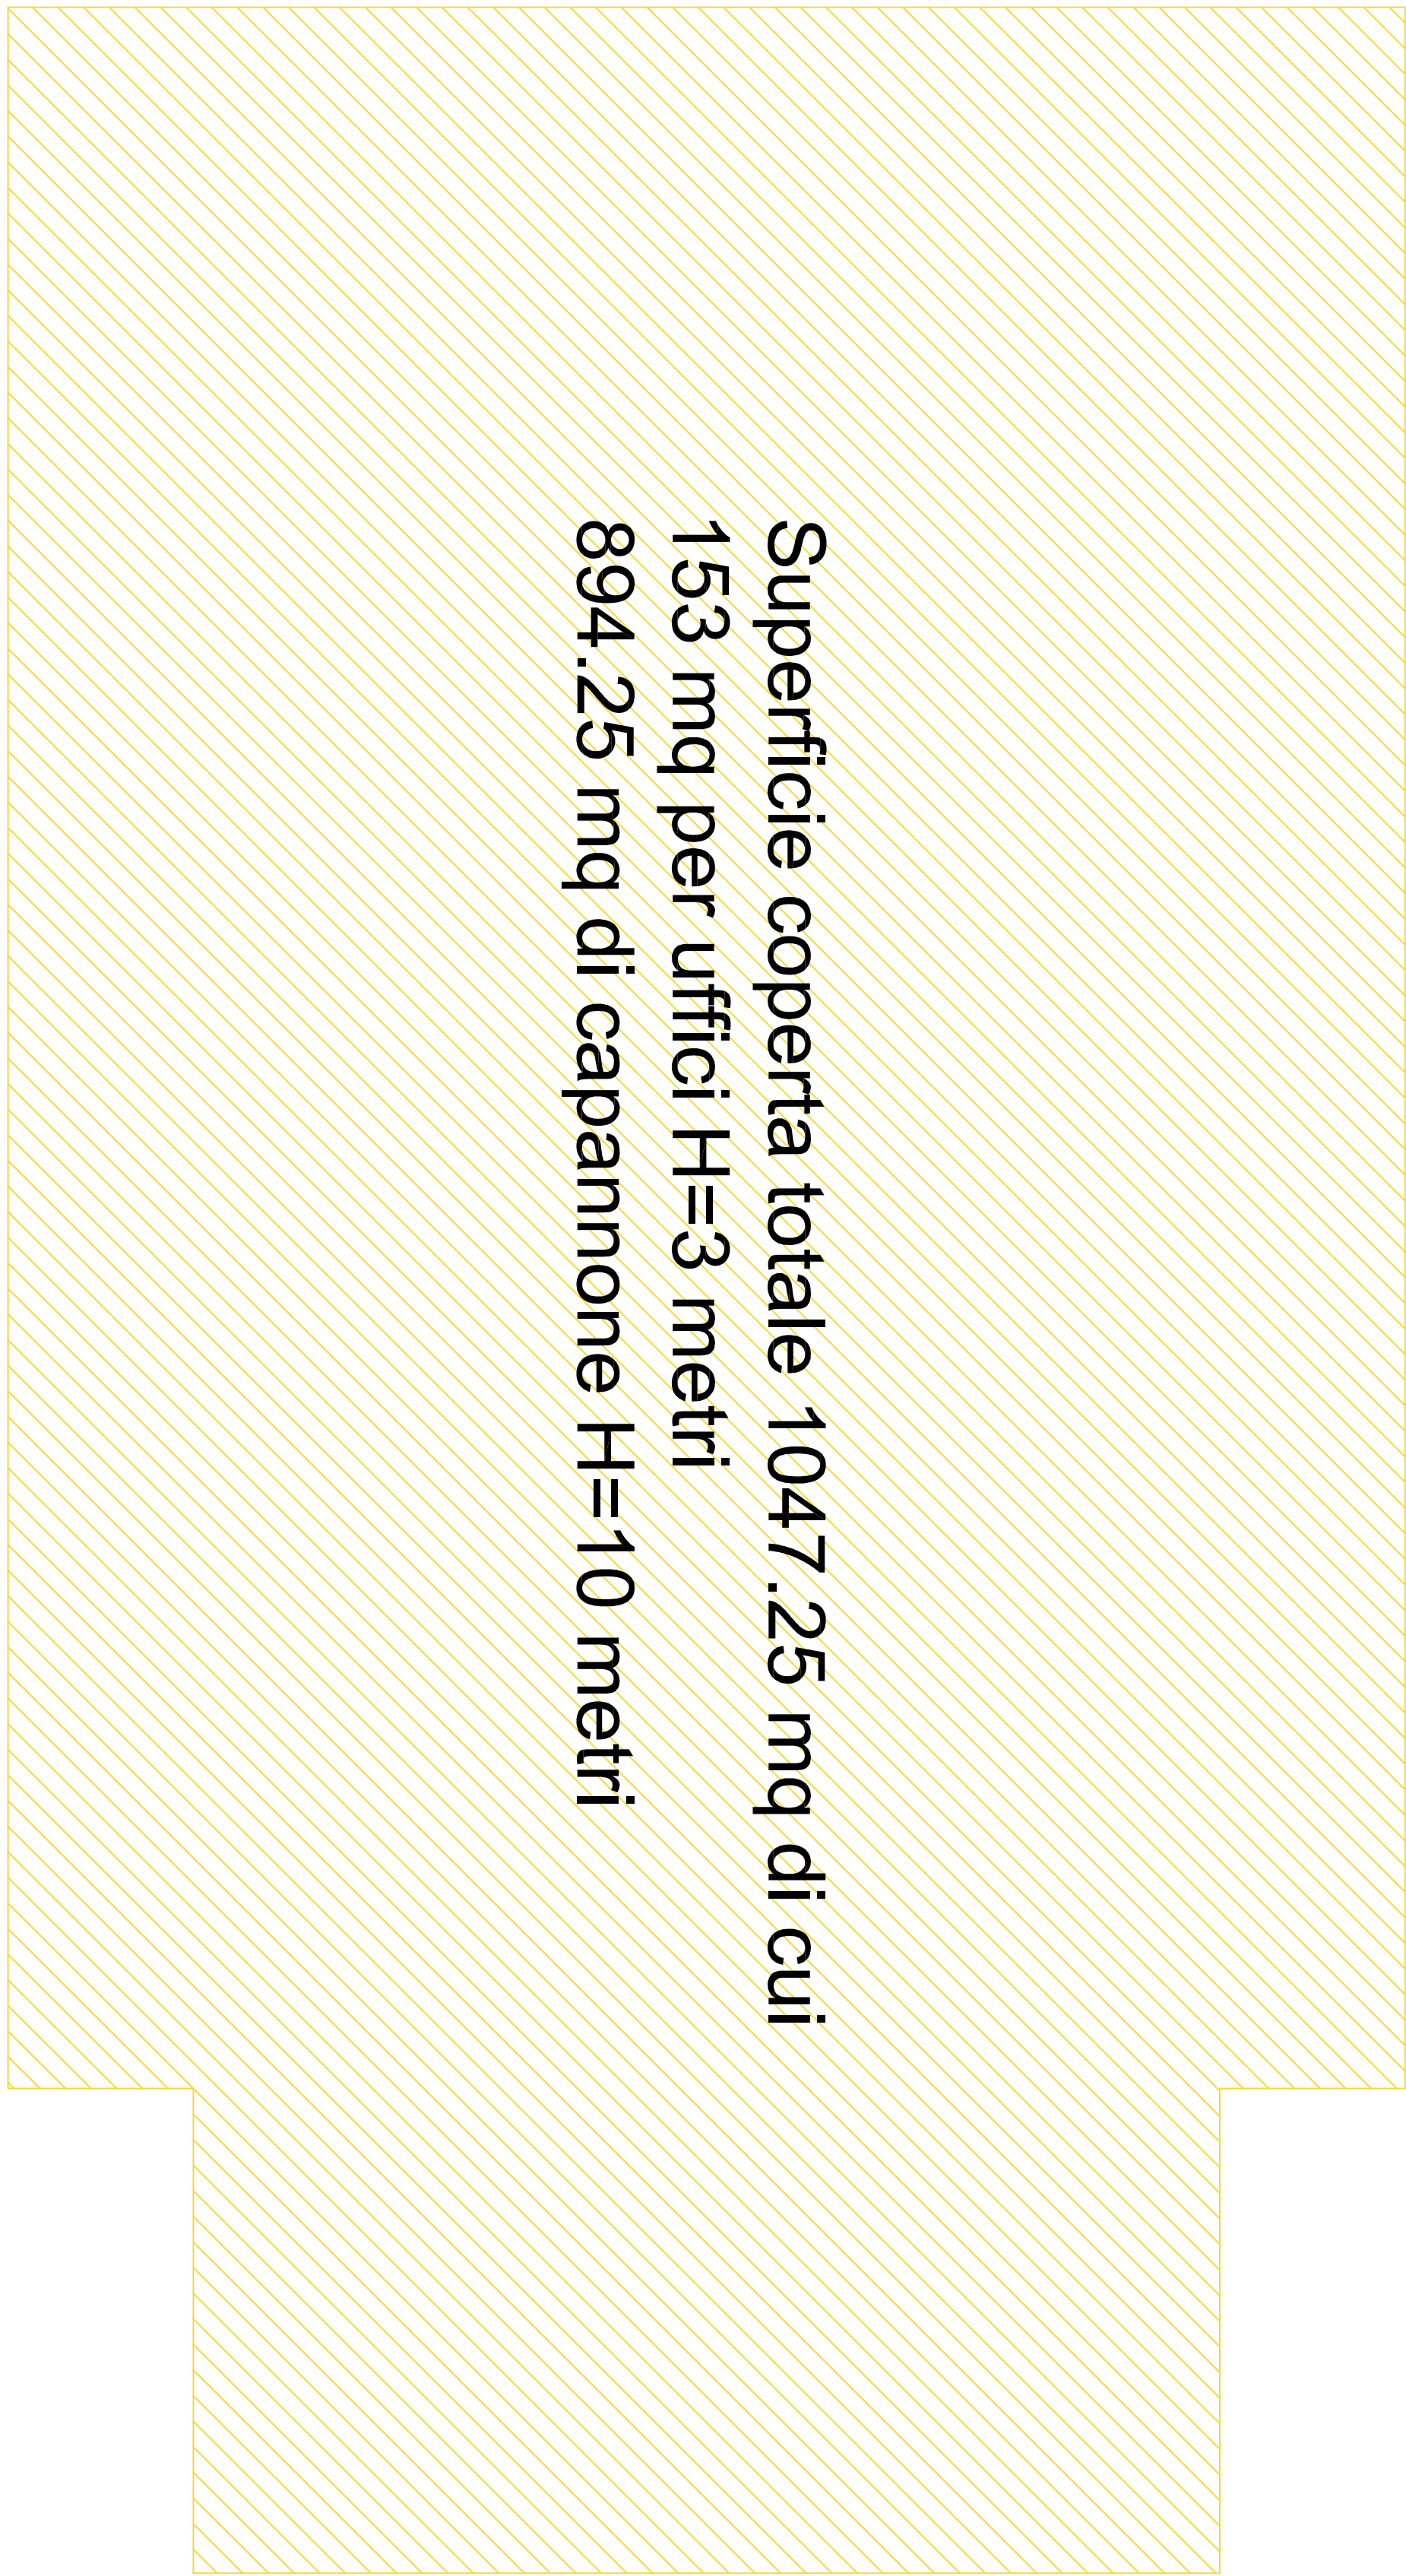 Superficie coperta totale 1047.25 mq di cui
153 mq per uffici H=3 metri
894.25 mq di capannone H=10 metri